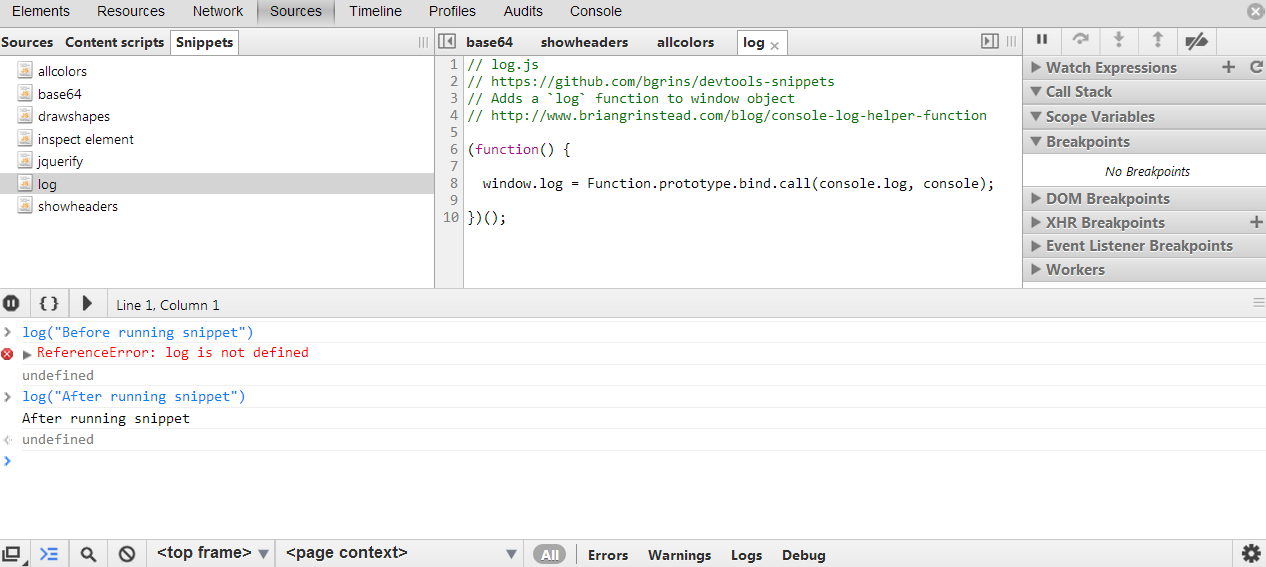 Elements Resources Network Sources Timeline Profiles Audits Console
Sources Content scripts Snippets
allcolors
base64
drawshapes
inspect element
jquerify
log
showheaders
base64 showheaders allcolors log
1 // log.js
2 // https://github.com/bgrins/devtools-snippets
3 // Adds a `log` function to window object
4 // http://www.briangrinstead.com/blog/console-log-helper-function
5
6 (function() {
7
8 window.log = Function.prototype.bind.call(console.log, console);
9
10 })();
Watch Expressions
Call Stack
Scope Variables
Breakpoints
No Breakpoints
DOM Breakpoints
XHR Breakpoints
Event Listener Breakpoints
Workers
{ } Line 1, Column 1
> log("Before running snippet")
ReferenceError: log is not defined
undefined
> log("After running snippet")
After running snippet
undefined
>
<top frame> <page context> All Errors Warnings Logs Debug